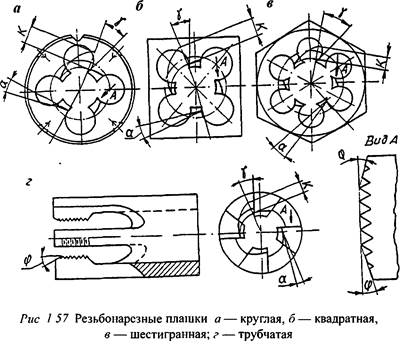 а
б
в
γ
К
γ
К
γ
К
А
А
А
α
α
α
Вид А
г
γ
К
А
φ
α
φ
Рис 1 57 Резьбонарезные плашки а — круглая, б — квадратная,
в — шестигранная; г — трубчатая